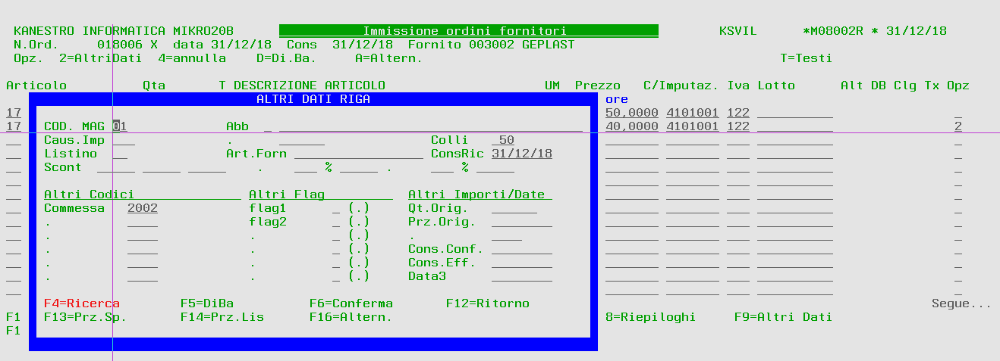 KANESTRO INFORMATICA MIKRO20B Immissione ordini fornitori KSVIL *M08002R * 31/12/18
N.Ord. 018006 X data 31/12/18 Cons 31/12/18 Fornito 003002 GEPLAST
Opz. 2=AltriDati 4=annulla D=Di.Ba. A=Altern. T=Testi
Articolo Qta T DESCRIZIONE ARTICOLO UM Prezzo C/Imputaz. Iva Lotto Alt DB Clg Tx Opz
ALTRI DATI RIGA ore
17 50,0000 4101001 122
17 COD. MAG 01 Abb 40,0000 4101001 122 2
Caus.Imp . Colli 50
Listino Art.Forn ConsRic 31/12/18
Scont . % . %
Altri Codici Altri Flag Altri Importi/Date
Commessa 2002 flag1 (.) Qt.Orig.
. flag2 (.) Prz.Orig.
. . (.) .
. . (.) Cons.Conf.
. . (.) Cons.Eff.
. . (.) Data3
F4=Ricerca F5=DiBa F6=Conferma F12=Ritorno Segue...
F1 F13=Prz.Sp. F14=Prz.Lis F16=Altern. 8=Riepiloghi F9=Altri Dati
F1